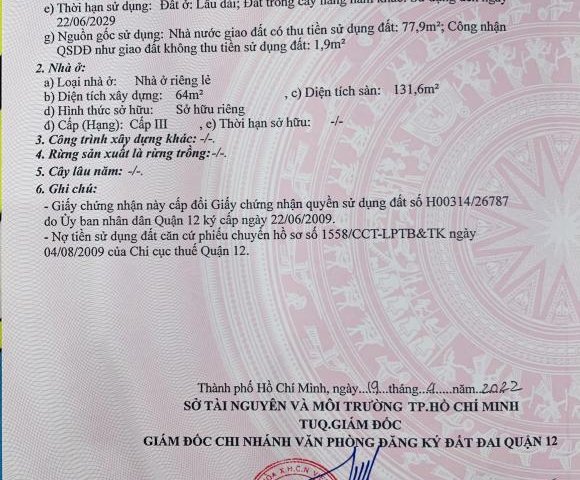 e) Thời hạn sử dụng: Đất ở: Lâu dài; Đất trồng cây hàng năm khác:
22/06/2029
g) Nguồn gốc sử dụng: Nhà nước giao đất có thu tiền sử dụng đất: 77,9m²; Công nhận
QSDĐ như giao đất không thu tiền sử dụng đất: 1,9m²
2. Nhà ở:
a) Loại nhà ở: Nhà ở riêng lẻ
b) Diện tích xây dựng: 64m² , c) Diện tích sàn: 131,6m²
d) Hình thức sở hữu: Sở hữu riêng
đ) Cấp (Hạng): Cấp III , e) Thời hạn sở hữu: -/-
3. Công trình xây dựng khác: -/-.
4. Rừng sản xuất là rừng trồng:-/-.
5. Cây lâu năm: -/-.
6. Ghi chú:
- Giấy chứng nhận này cấp đổi Giấy chứng nhận quyền sử dụng đất số H00314/26787
do Ủy ban nhân dân Quận 12 ký cấp ngày 22/06/2009.
- Nợ tiền sử dụng đất căn cứ phiếu chuyển hồ sơ số 1558/CCT-LPTB&TK ngày
04/08/2009 của Chi cục thuế Quận 12.
Thành phố Hồ Chí Minh, ngày...19...tháng...4.....năm..2022
SỞ TÀI NGUYÊN VÀ MÔI TRƯỜNG TP.HỒ CHÍ MINH
TUQ.GIÁM ĐỐC
GIÁM ĐỐC CHI NHÁNH VĂN PHÒNG ĐĂNG KÝ ĐẤT ĐAI QUẬN 12
X.H.C.N